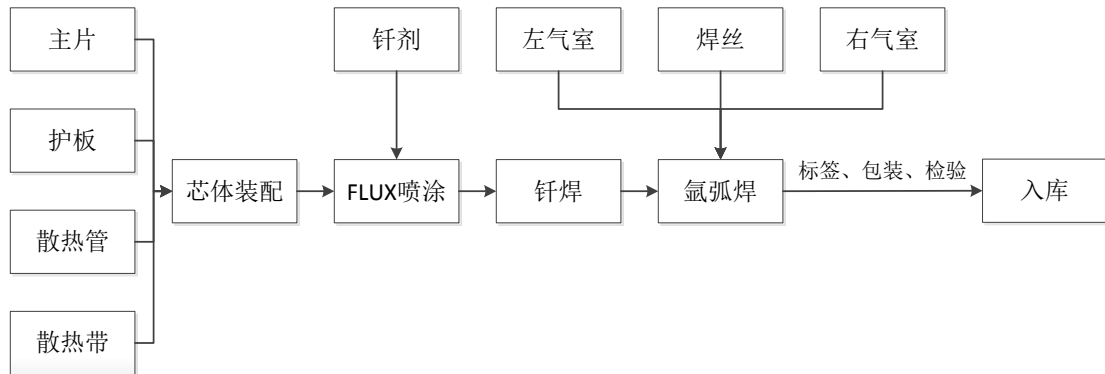 主片
钎剂
左气室
焊丝
右气室
护板
芯体装配
FLUX喷涂
钎焊
氩弧焊
标签、包装、检验
入库
散热管
散热带